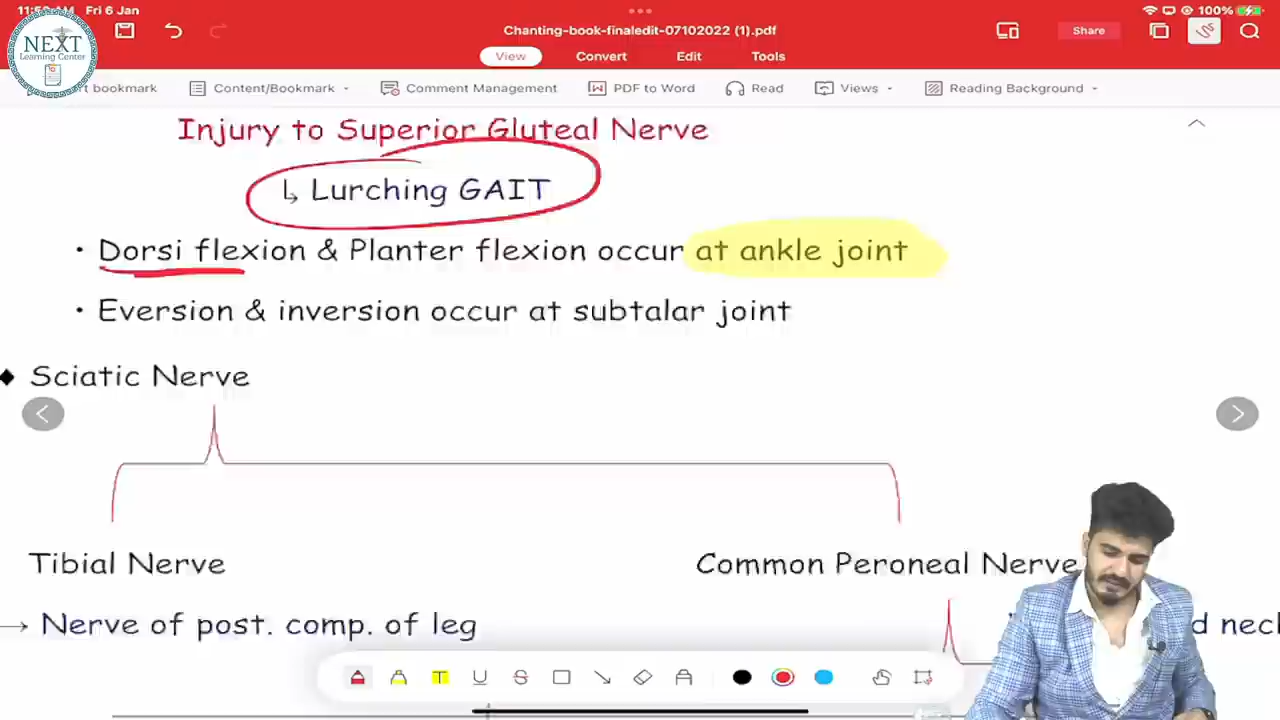 11:59 Fri 6 Jan
100%
NEXT
Learning Center
Chanting-book-finaledit-07102022 (1).pdf
Share
View
Convert
Edit
Tools
bookmark
Content/Bookmark
Comment Management
PDF to Word
Read
Views
Reading Background
Injury to Superior Gluteal Nerve
↳ Lurching GAIT
• Dorsi flexion & Planter flexion occur at ankle joint
• Eversion & inversion occur at subtalar joint
◆ Sciatic Nerve
Tibial Nerve
Common Peroneal Nerve
→ Nerve of post. comp. of leg
T
U
S
A